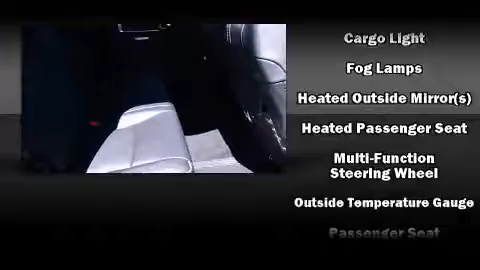 Cargo Light
Fog Lamps
Heated Outside Mirror(s)
Heated Passenger Seat
Multi-Function
Steering Wheel
Outside Temperature Gauge
Passenger Seat